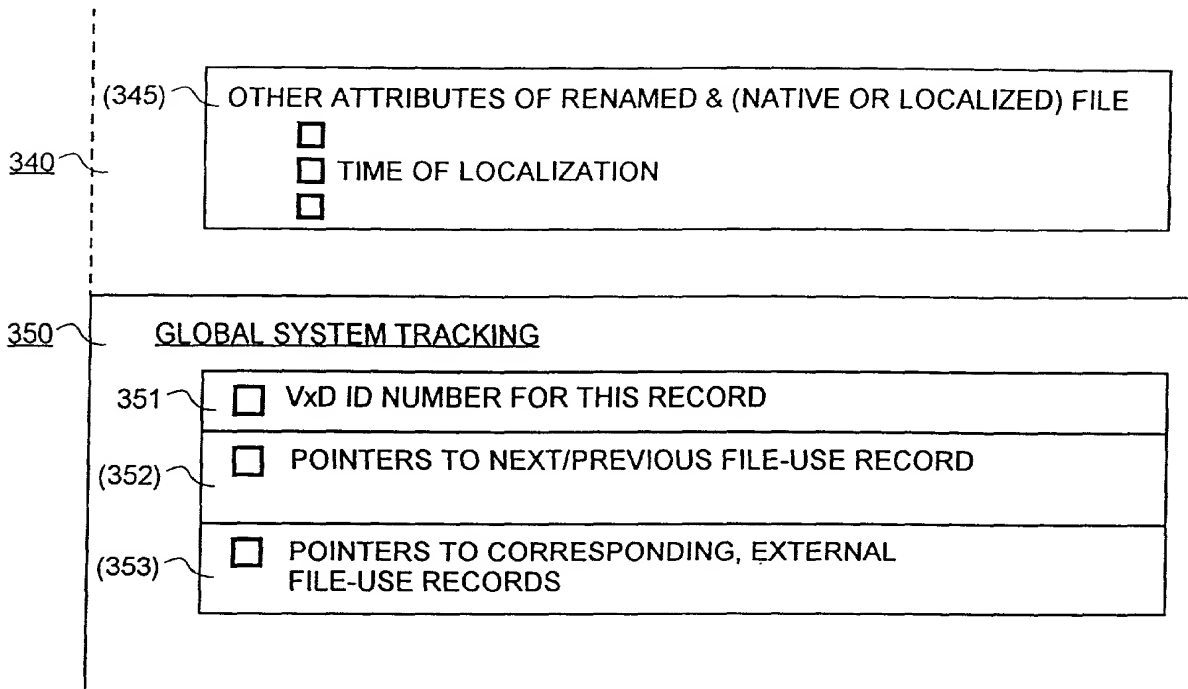 (345) OTHER ATTRIBUTES OF RENAMED & (NATIVE OR LOCALIZED) FILE
340
TIME OF LOCALIZATION
350 GLOBAL SYSTEM TRACKING
351 VxD ID NUMBER FOR THIS RECORD
(352) POINTERS TO NEXT/PREVIOUS FILE-USE RECORD
(353) POINTERS TO CORRESPONDING, EXTERNAL
FILE-USE RECORDS